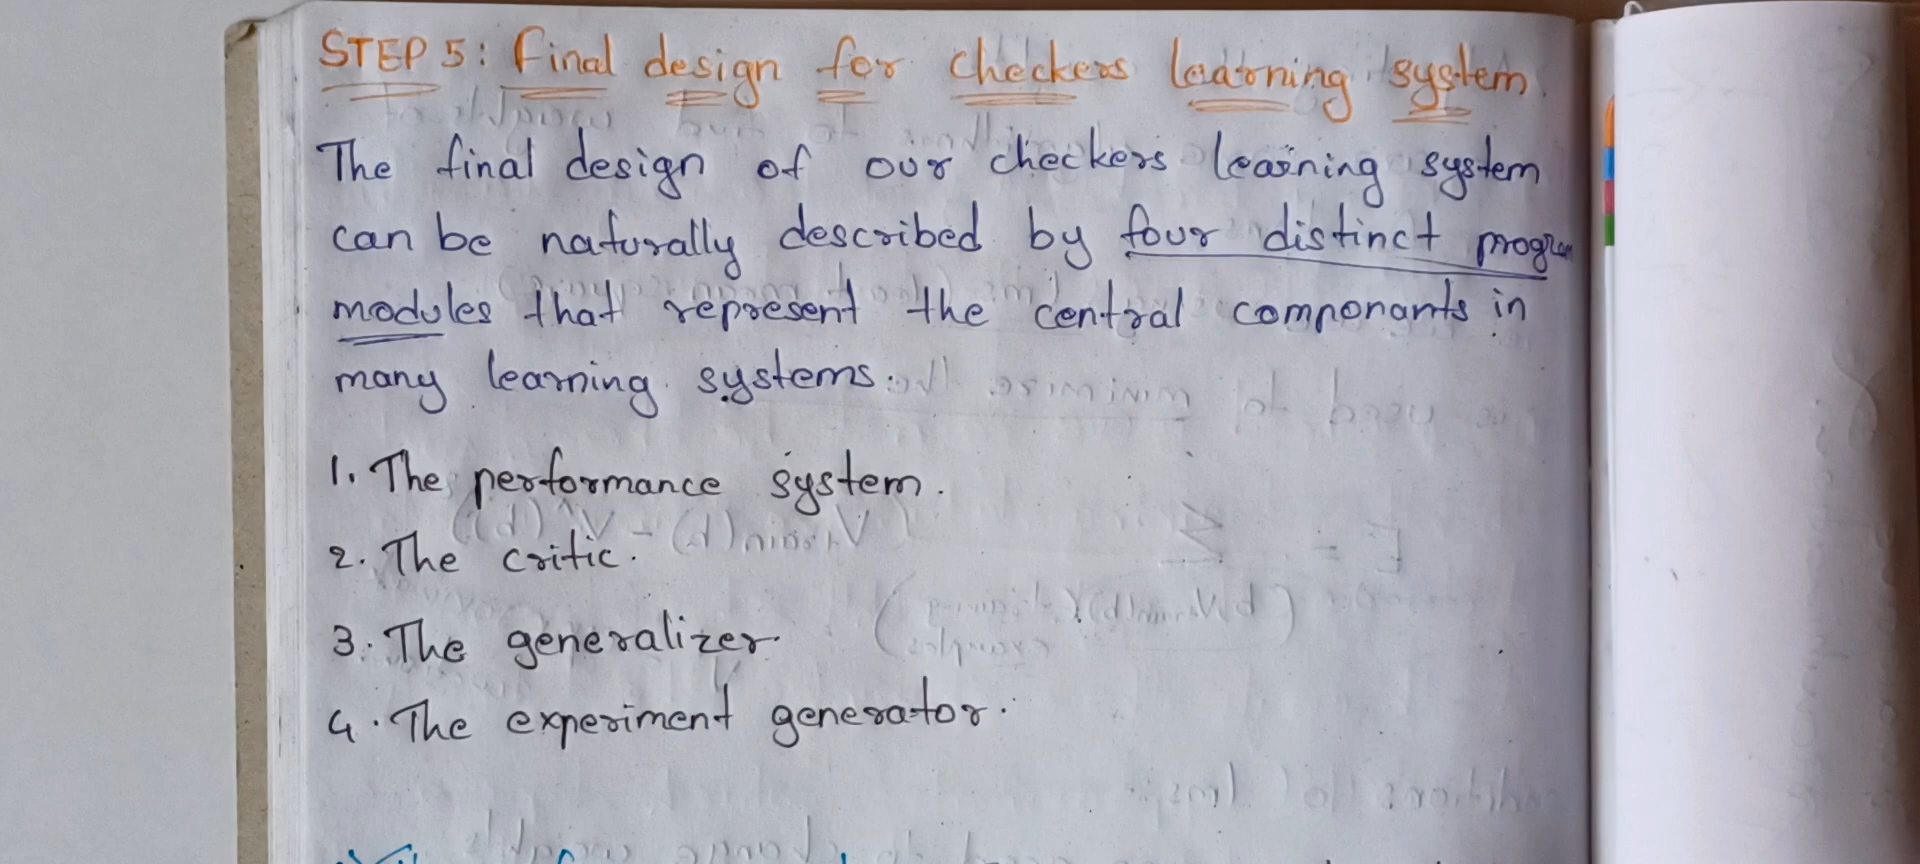 STEP 5: Final design for checkers learning system.
The final design of our checkers learning system
can be naturally described by four distinct program
modules that represent the central componants in
many learning systems.
1. The performance system.
2. The critic.
3. The generalizer.
4. The experiment generator.